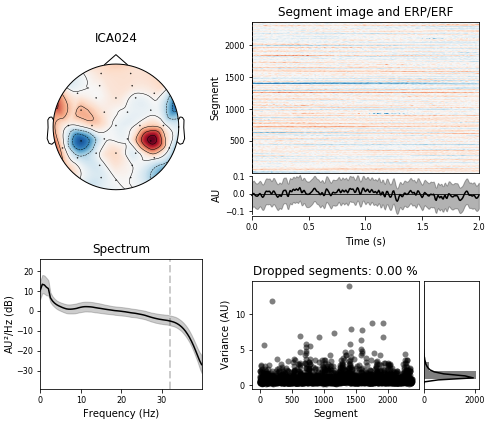 ICA024
Segment image and ERP/ERF
Segment
2000
1500
1000
500
AU
0.1
0.0
−0.1
0.0 0.5 1.0 1.5 2.0
Time (s)
Spectrum
AU²/Hz (dB)
20
10
0
−10
−20
−30
0 10 20 30
Frequency (Hz)
Dropped segments: 0.00 %
Variance (AU)
10
5
0
0 500 1000 1500 2000
Segment
0 2000